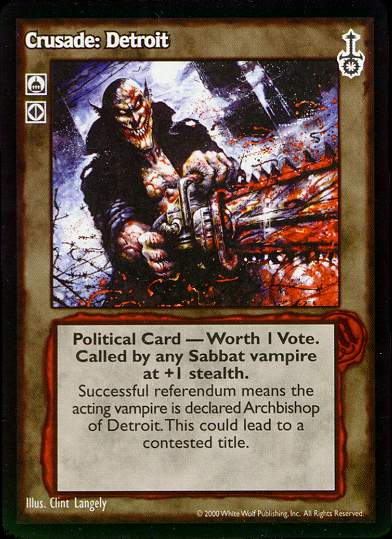 Crusade: Detroit
Political Card — Worth 1 Vote.
Called by any Sabbat vampire
at +1 stealth.
Successful referendum means the
acting vampire is declared Archbishop
of Detroit. This could lead to a
contested title.
Illus. Clint Langely
© 2000 White Wolf Publishing, Inc. All Rights Reserved.